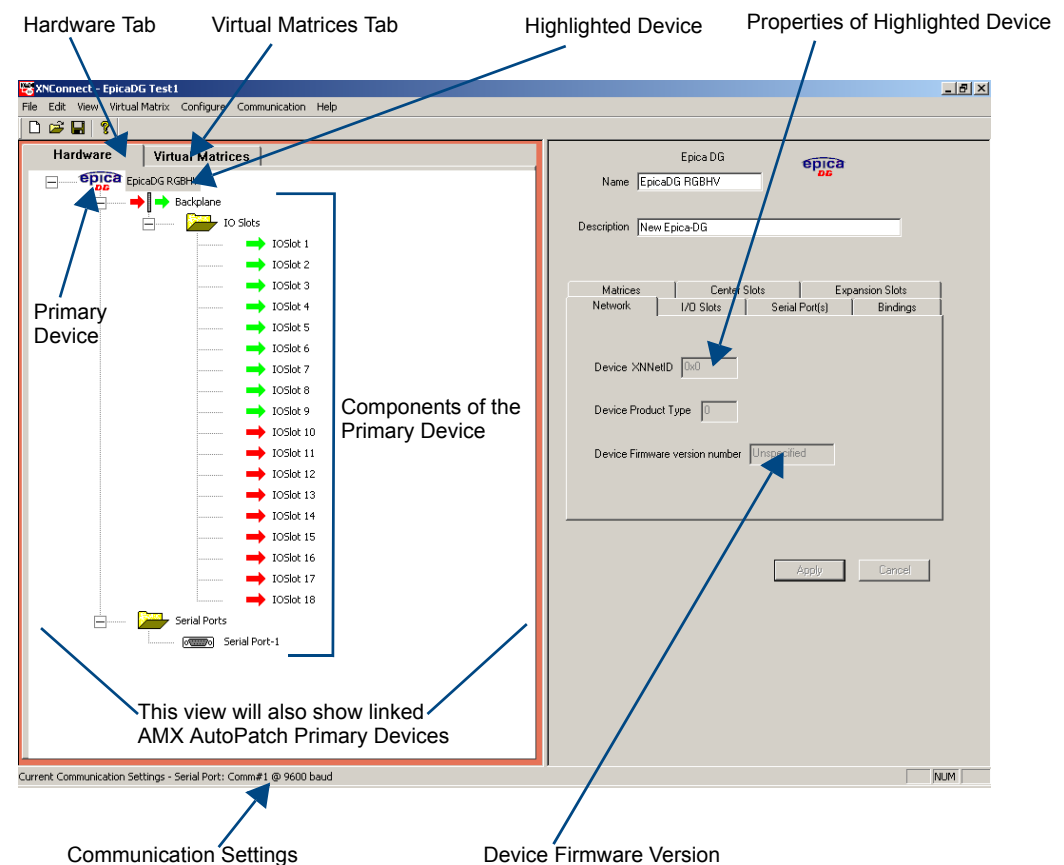 Hardware Tab
Virtual Matrices Tab
Highlighted Device
Properties of Highlighted Device
XNConnect - EpicaDG Test1
File Edit View Virtual Matrix Configure Communication Help
Hardware
Virtual Matrices
epica DG
EpicaDG RGBHV
Backplane
IO Slots
IOSlot 1
IOSlot 2
IOSlot 3
IOSlot 4
IOSlot 5
IOSlot 6
IOSlot 7
IOSlot 8
IOSlot 9
IOSlot 10
IOSlot 11
IOSlot 12
IOSlot 13
IOSlot 14
IOSlot 15
IOSlot 16
IOSlot 17
IOSlot 18
Serial Ports
Serial Port-1
Primary
Device
Components of the
Primary Device
This view will also show linked
AMX AutoPatch Primary Devices
Epica DG
epica DG
Name EpicaDG RGBHV
Description New Epica-DG
Matrices Center Slots Expansion Slots
Network I/O Slots Serial Port(s) Bindings
Device XNNetID 0x0
Device Product Type 0
Device Firmware version number Unspecified
Apply Cancel
Current Communication Settings - Serial Port: Comm#1 @ 9600 baud
NUM
Communication Settings
Device Firmware Version